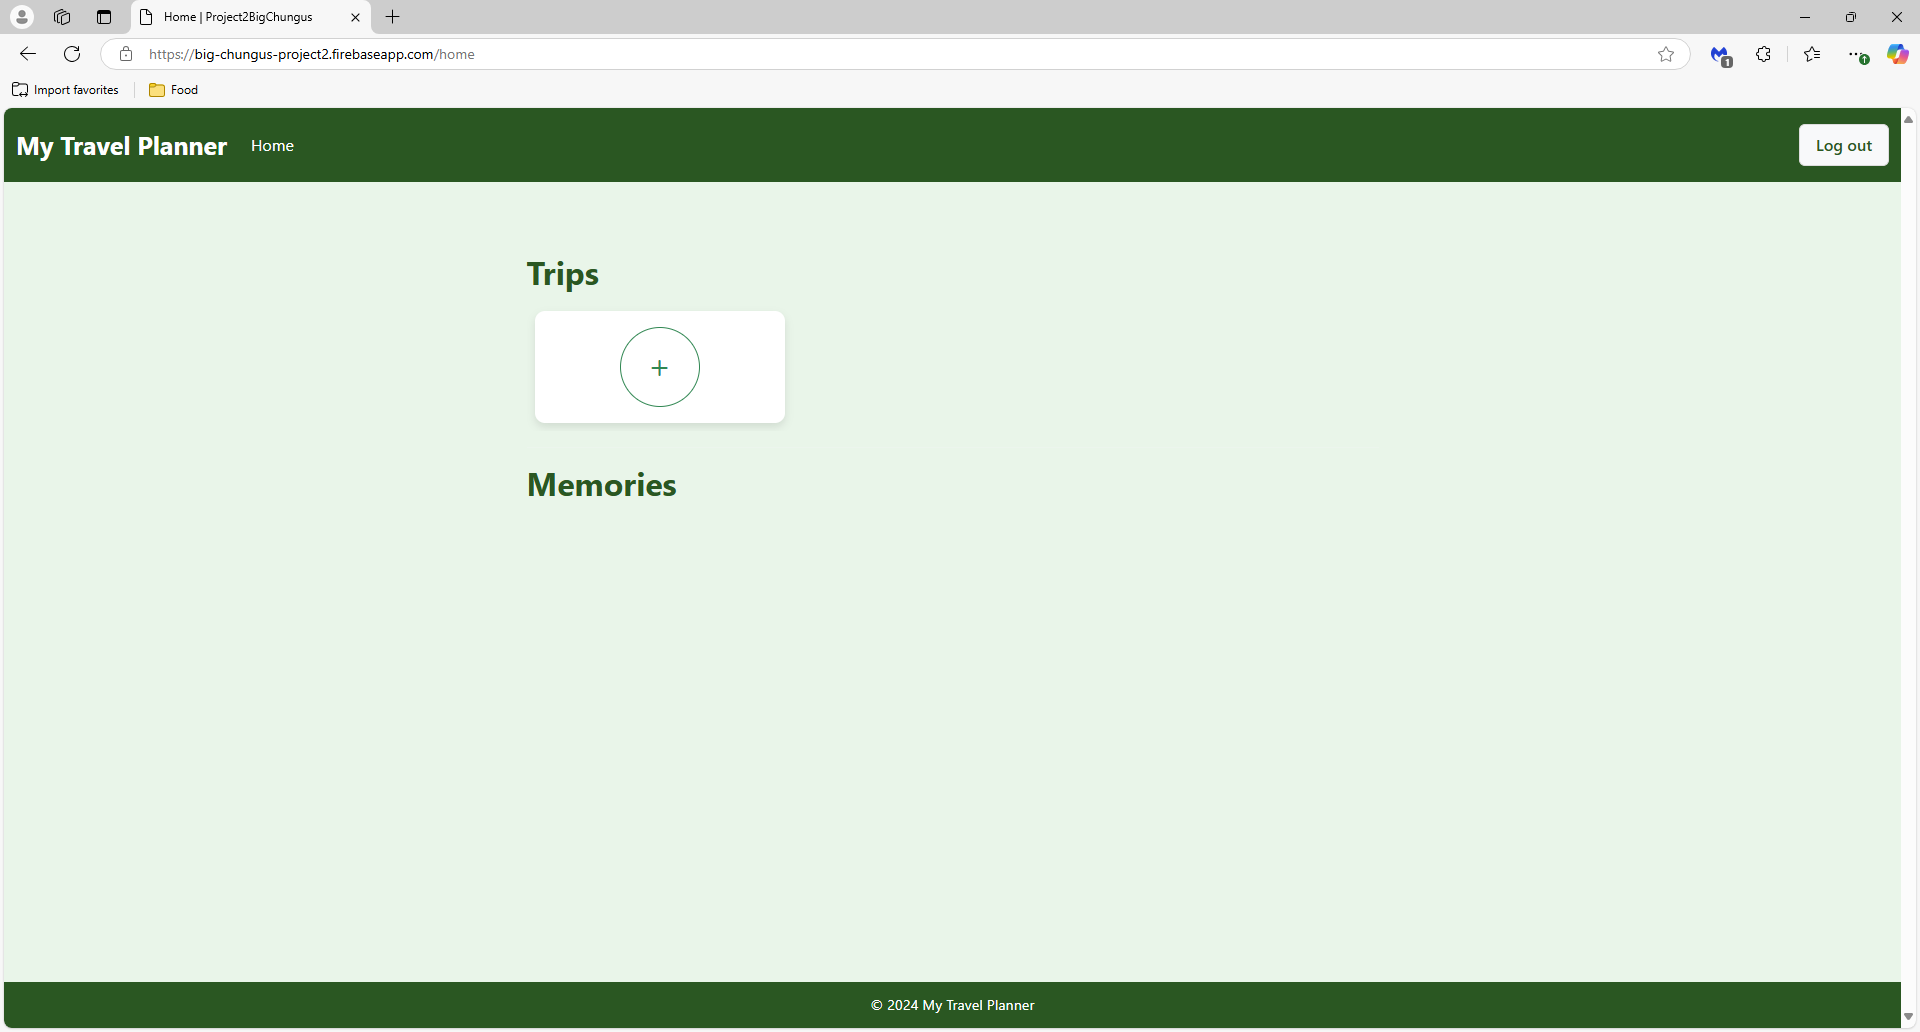 Home | Project2BigChungus
https://big-chungus-project2.firebaseapp.com/home
1
Import favorites
Food
My Travel Planner
Home
Log out
Trips
+
Memories
© 2024 My Travel Planner